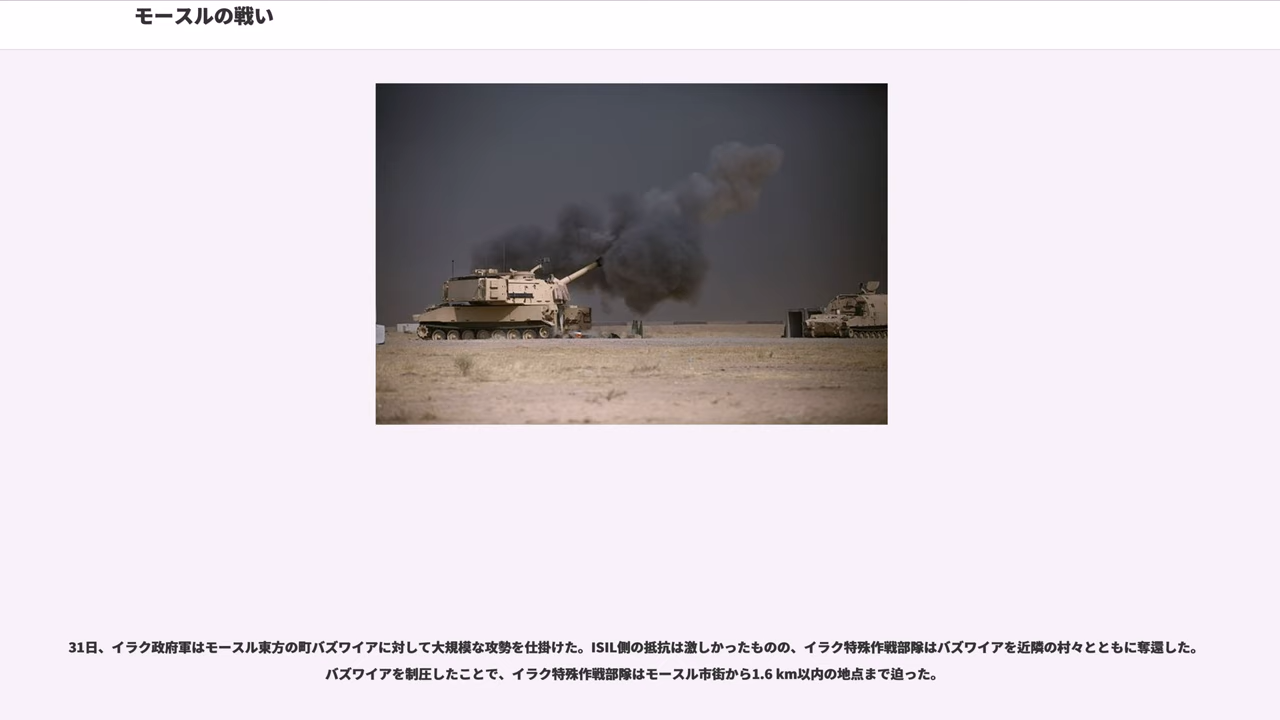 モースルの戦い
31日、イラク政府軍はモースル東方の町バズワイアに対して大規模な攻勢を仕掛けた。ISIL側の抵抗は激しかったものの、イラク特殊作戦部隊はバズワイアを近隣の村々とともに奪還した。
バズワイアを制圧したことで、イラク特殊作戦部隊はモースル市街から1.6 km以内の地点まで迫った。